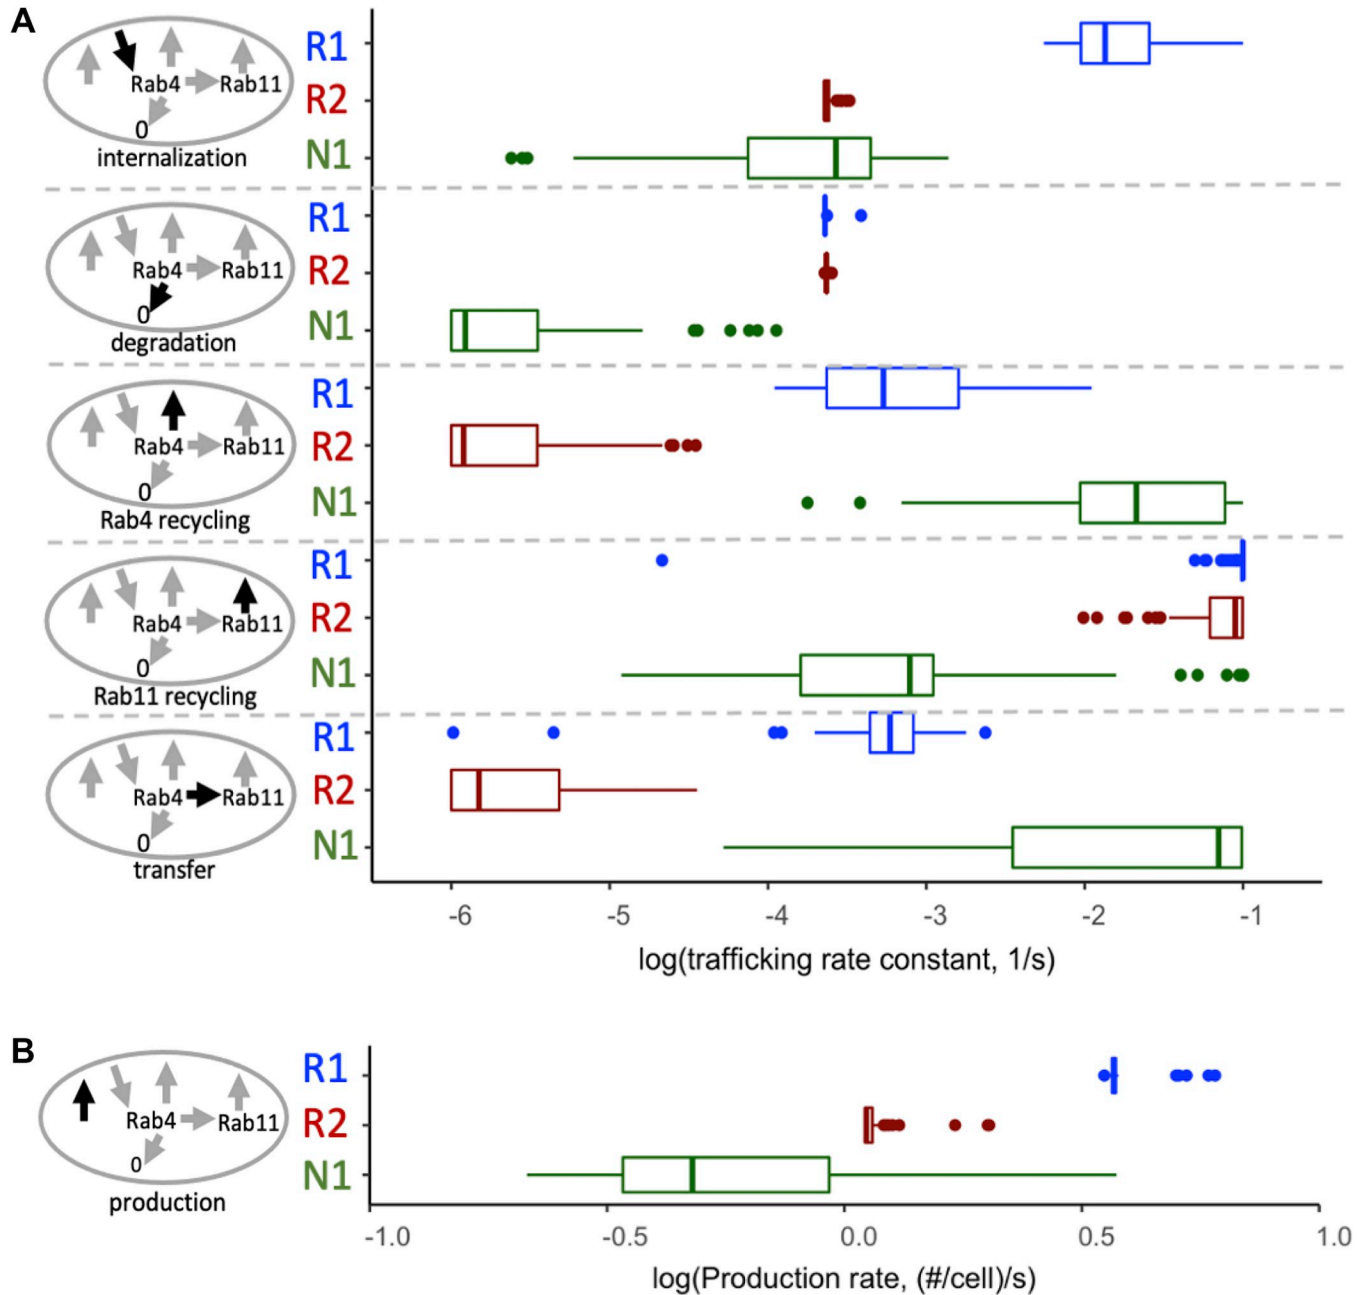 A
Rab4 Rab11
0
internalization
R1
R2
N1
Rab4 Rab11
0
degradation
R1
R2
N1
Rab4 Rab11
0
Rab4 recycling
R1
R2
N1
Rab4 Rab11
0
Rab11 recycling
R1
R2
N1
Rab4 Rab11
0
transfer
R1
R2
N1
-6 -5 -4 -3 -2 -1
log(trafficking rate constant, 1/s)
B
Rab4 Rab11
0
production
R1
R2
N1
-1.0 -0.5 0.0 0.5 1.0
log(Production rate, (#/cell)/s)